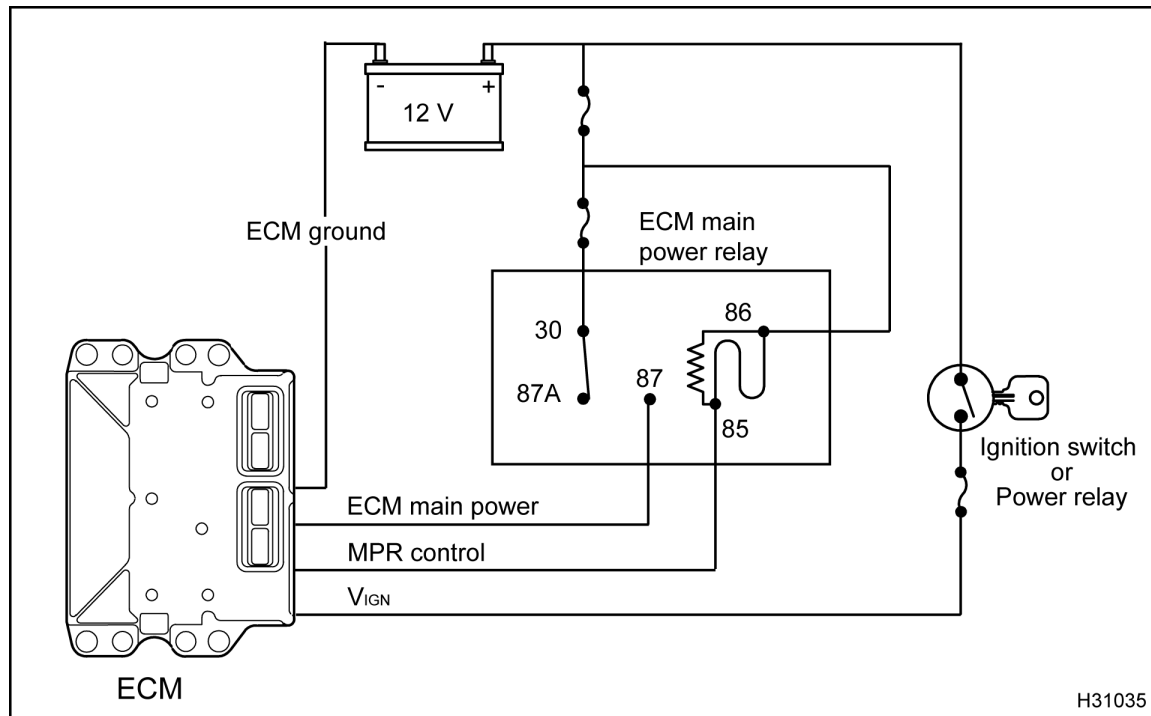 - +
12 V
ECM ground
ECM main
power relay
30
86
87A
87
85
Ignition switch
or
Power relay
ECM main power
MPR control
VIGN
ECM
H31035